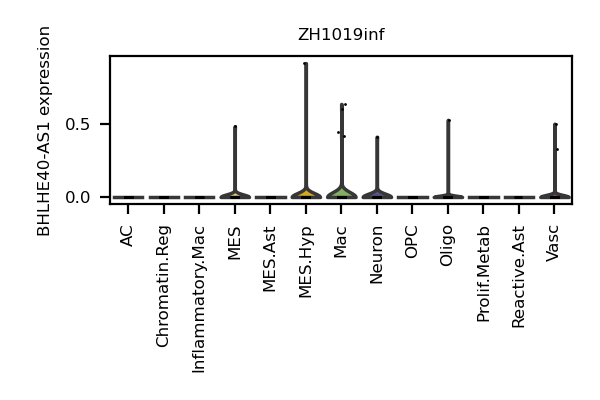 ZH1019inf
BHLHE40-AS1 expression
0.5
0.0
AC
Chromatin.Reg
Inflammatory.Mac
MES
MES.Ast
MES.Hyp
Mac
Neuron
OPC
Oligo
Prolif.Metab
Reactive.Ast
Vasc